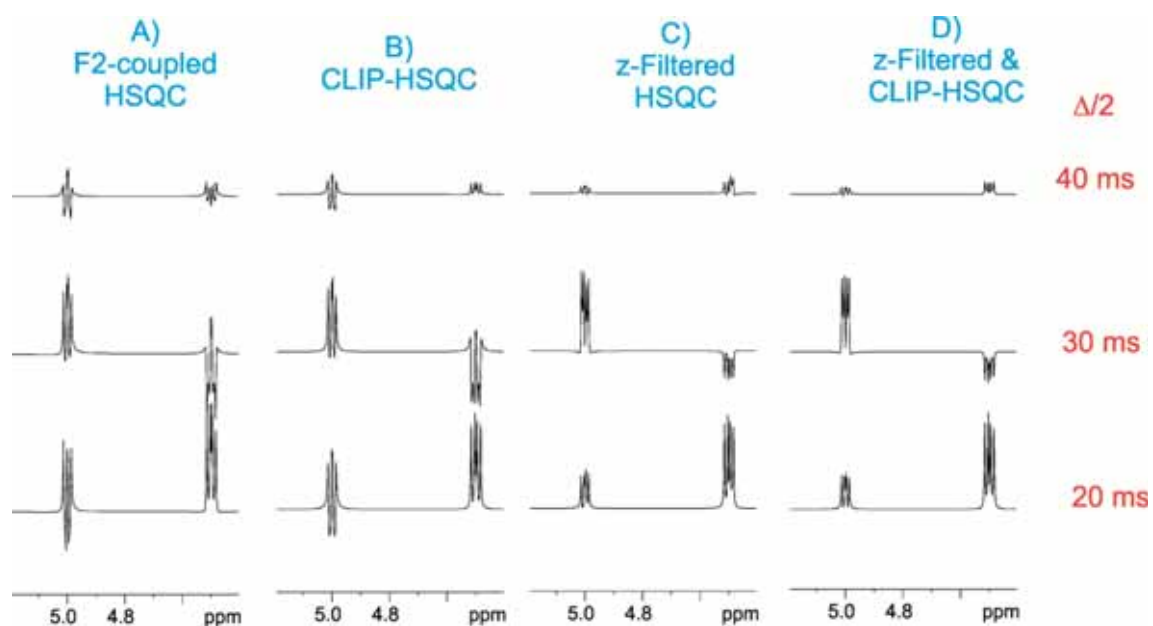 A)
F2-coupled
HSQC
B)
CLIP-HSQC
C)
z-Filtered
HSQC
D)
z-Filtered &
CLIP-HSQC
Δ/2
40 ms
30 ms
20 ms
5.0 4.8 ppm
5.0 4.8 ppm
5.0 4.8 ppm
5.0 4.8 ppm